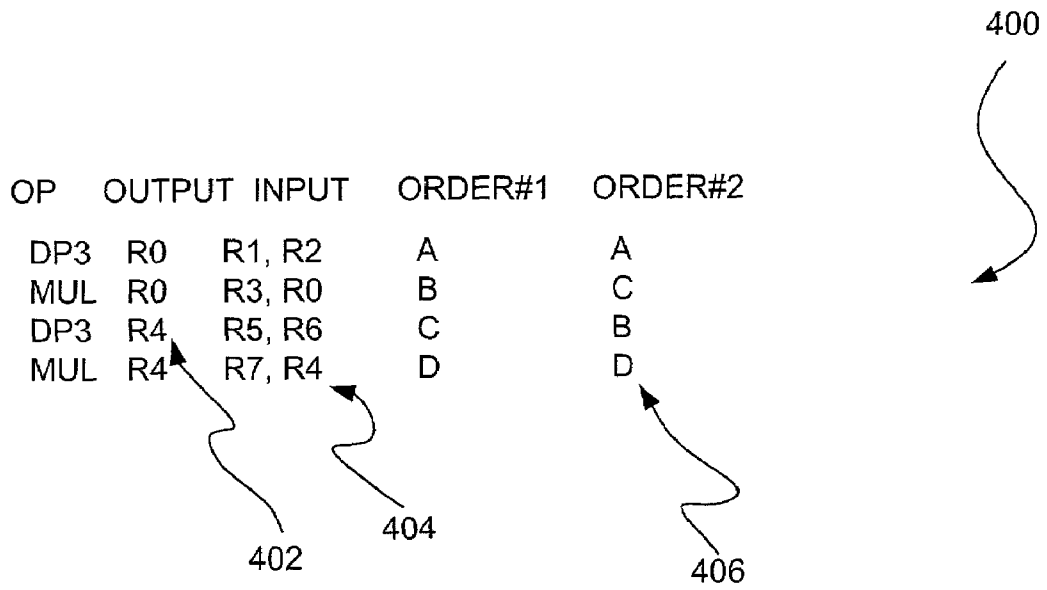 400
OP OUTPUT INPUT ORDER#1 ORDER#2
DP3 R0 R1, R2 A A
MUL R0 R3, R0 B C
DP3 R4 R5, R6 C B
MUL R4 R7, R4 D D
404
402
406